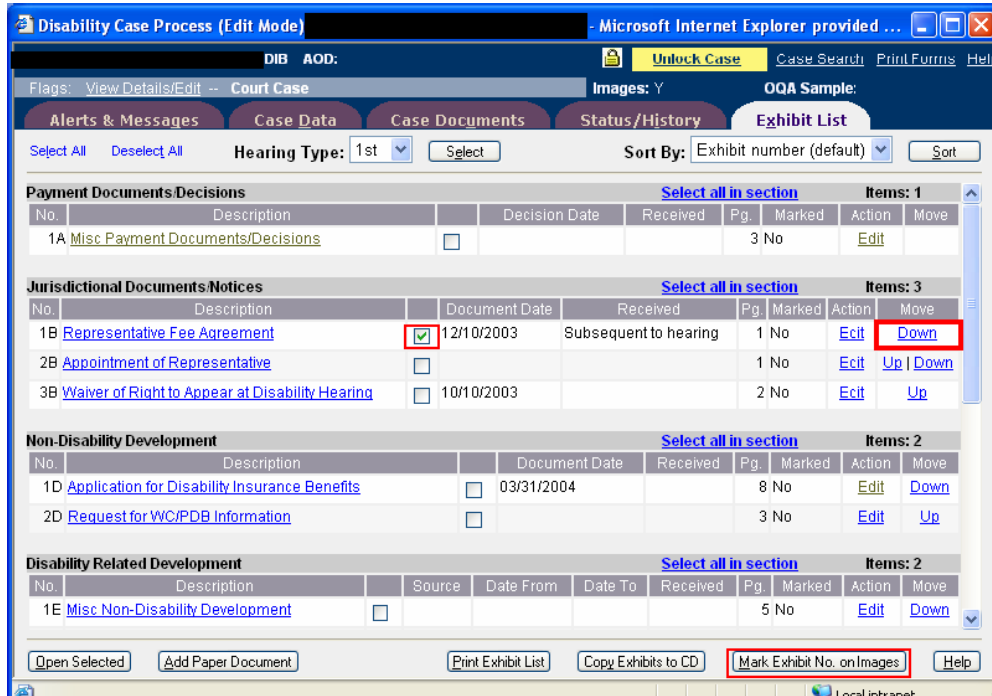 Disability Case Process (Edit Mode) - Microsoft Internet Explorer provided ...
DIB AOD: Unlock Case Case Search Print Forms Hel
Flags: View Details/Edit -- Court Case Images: Y OQA Sample:
Alerts & Messages Case Data Case Documents Status/History Exhibit List
Select All Deselect All Hearing Type: 1st Select Sort By: Exhibit number (default) Sort
Payment Documents/Decisions Select all in section Items: 1
No. Description Decision Date Received Pg. Marked Action Move
1A Misc Payment Documents/Decisions 3 No Edit
Jurisdictional Documents/Notices Select all in section Items: 3
No. Description Document Date Received Pg. Marked Action Move
1B Representative Fee Agreement 12/10/2003 Subsequent to hearing 1 No Edit Down
2B Appointment of Representative 1 No Edit Up | Down
3B Waiver of Right to Appear at Disability Hearing 10/10/2003 2 No Edit Up
Non-Disability Development Select all in section Items: 2
No. Description Document Date Received Pg. Marked Action Move
1D Application for Disability Insurance Benefits 03/31/2004 8 No Edit Down
2D Request for WC/PDB Information 3 No Edit Up
Disability Related Development Select all in section Items: 2
No. Description Source Date From Date To Received Pg. Marked Action Move
1E Misc Non-Disability Development 5 No Edit Down
Open Selected Add Paper Document Print Exhibit List Copy Exhibits to CD Mark Exhibit No. on Images Help
Local intranet